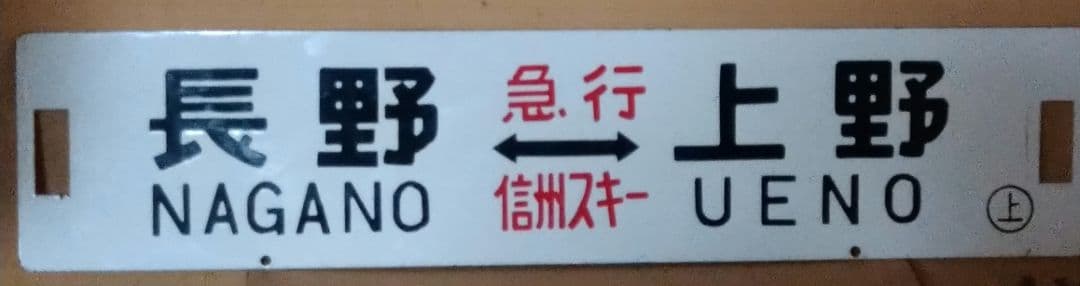 長野 急行 上野
↔
NAGANO 信州スキー UENO
㊤